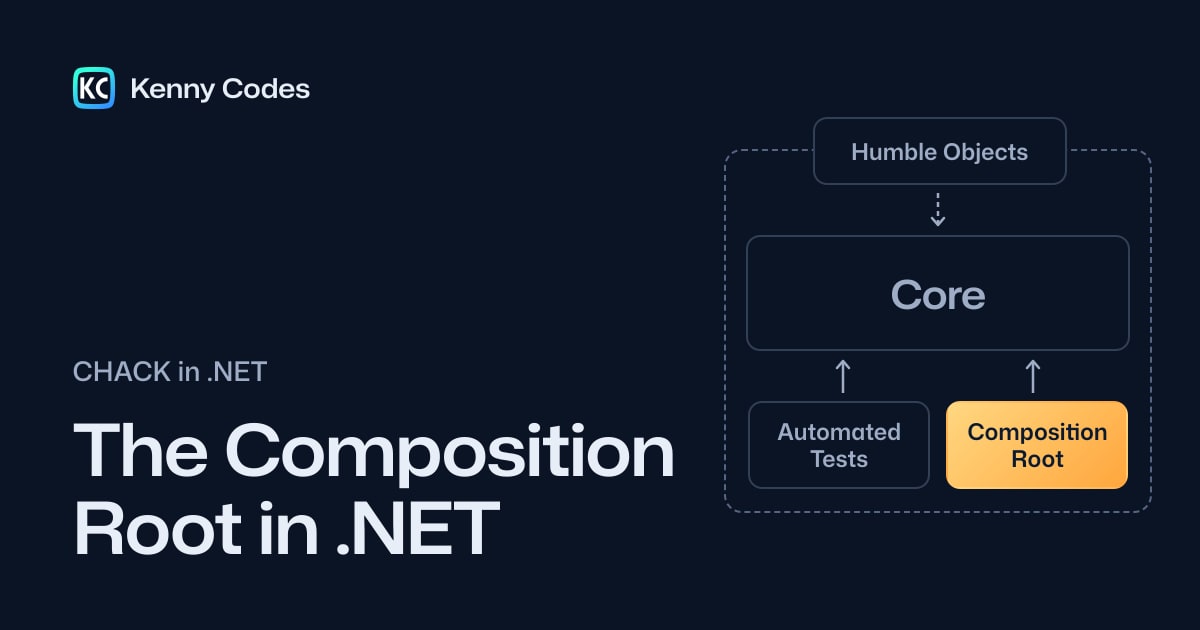 KC
Kenny Codes
CHACK in .NET
The Composition
Root in .NET
Humble Objects
Core
Automated
Tests
Composition
Root